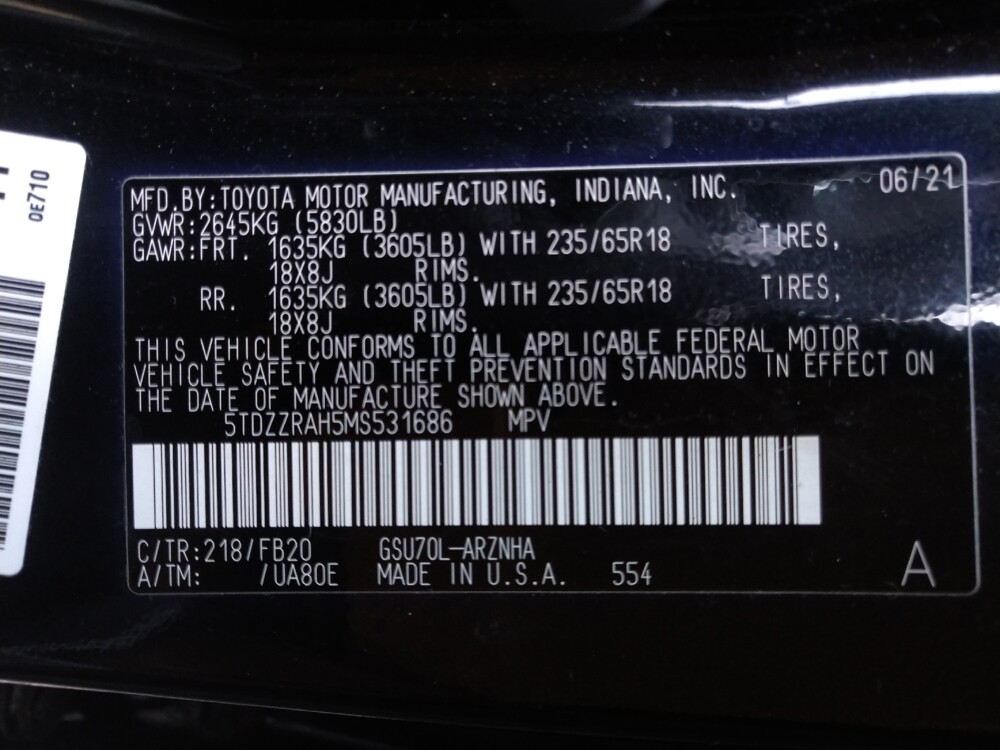 0E710
MFD.BY:TOYOTA MOTOR MANUFACTURING, INDIANA, INC. 06/21
GVWR:2645KG (5830LB)
GAWR:FRT. 1635KG (3605LB) WITH 235/65R18 TIRES,
18X8J RIMS.
RR. 1635KG (3605LB) WITH 235/65R18 TIRES,
18X8J RIMS.
THIS VEHICLE CONFORMS TO ALL APPLICABLE FEDERAL MOTOR
VEHICLE SAFETY AND THEFT PREVENTION STANDARDS IN EFFECT ON
THE DATE OF MANUFACTURE SHOWN ABOVE.
5TDZZRAH5MS531686 MPV
C/TR:218/FB20 GSU70L-ARZNHA
A/TM: /UA80E MADE IN U.S.A. 554 A